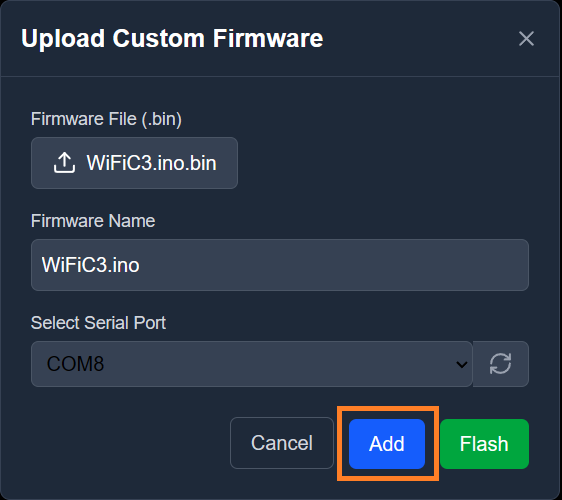 Upload Custom Firmware
Firmware File (.bin)
WiFiC3.ino.bin
Firmware Name
WiFiC3.ino
Select Serial Port
COM8
Cancel
Add
Flash